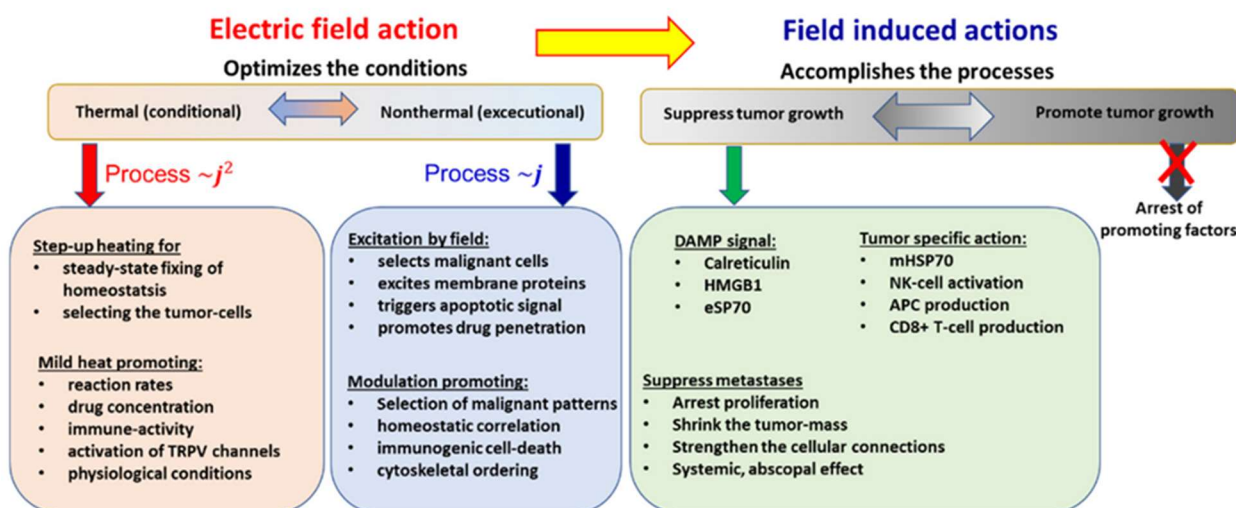 Electric field action
Field induced actions
Optimizes the conditions
Accomplishes the processes
Thermal (conditional)
Nonthermal (excecutional)
Suppress tumor growth
Promote tumor growth
Process ~j²
Process ~j
Arrest of
promoting factors
Step-up heating for
• steady-state fixing of
homeostatsis
• selecting the tumor-cells
Mild heat promoting:
• reaction rates
• drug concentration
• immune-activity
• activation of TRPV channels
• physiological conditions
Excitation by field:
• selects malignant cells
• excites membrane proteins
• triggers apoptotic signal
• promotes drug penetration
Modulation promoting:
• Selection of malignant patterns
• homeostatic correlation
• immunogenic cell-death
• cytoskeletal ordering
DAMP signal:
• Calreticulin
• HMGB1
• eSP70
Tumor specific action:
• mHSP70
• NK-cell activation
• APC production
• CD8+ T-cell production
Suppress metastases
• Arrest proliferation
• Shrink the tumor-mass
• Strengthen the cellular connections
• Systemic, abscopal effect